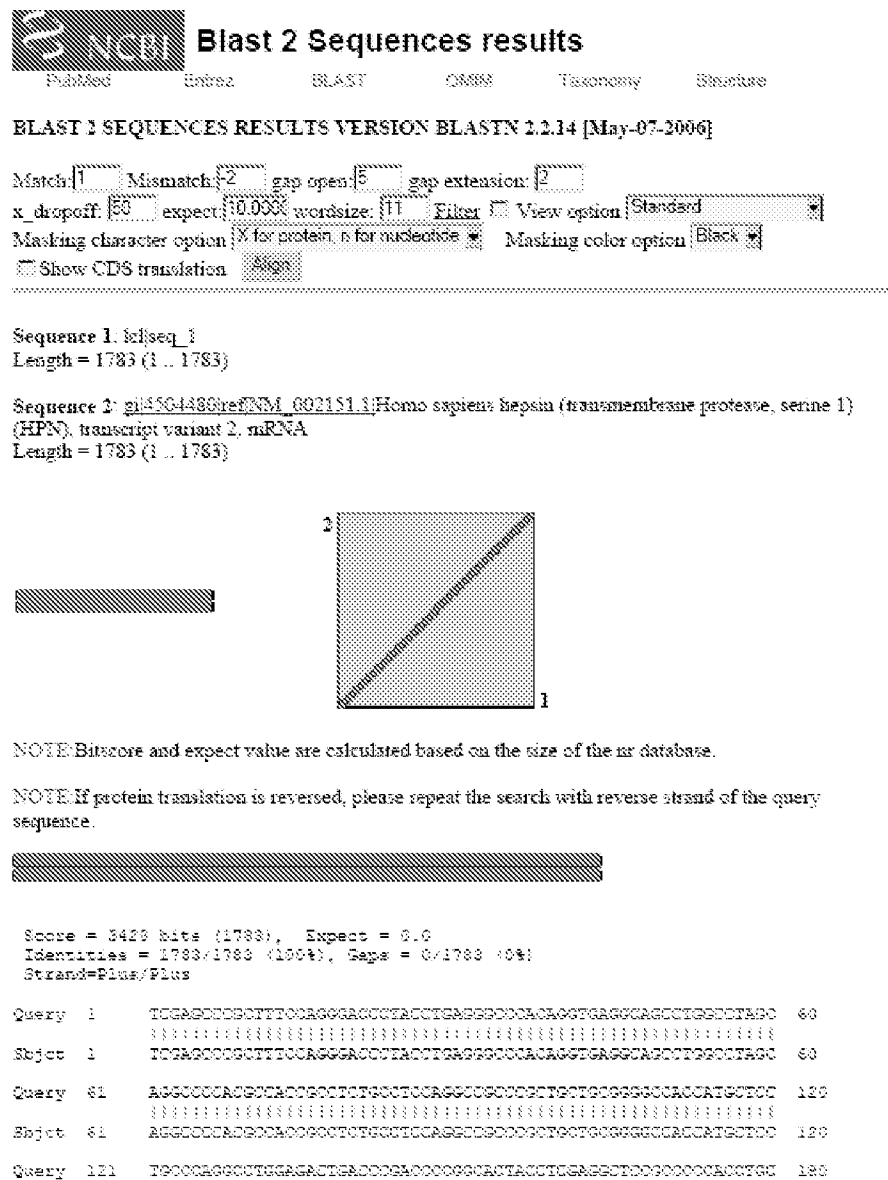 NCBI Blast 2 Sequences results
PubMed Entrez BLAST OMIM Taxonomy Structure
BLAST 2 SEQUENCES RESULTS VERSION BLASTN 2.2.14 [May-07-2006]
Match: 1 Mismatch: -2 gap open: 5 gap extension: 2
x_dropoff: 50 expect: 10.000 wordsize: 11 Filter View option Standard
Masking character option X for protein, n for nucleotide Masking color option Black
Show CDS translation Align
Sequence 1: lcl|seq_1
Length = 1783 (1 .. 1783)
Sequence 2: gi|4504480|ref|NM_002151.1|Homo sapiens hepsin (transmembrane protease, serine 1)
(HPN), transcript variant 2, mRNA
Length = 1783 (1 .. 1783)
2
1
NOTE:Bitscore and expect value are calculated based on the size of the nr database.
NOTE:If protein translation is reversed, please repeat the search with reverse strand of the query
sequence.
Score = 3428 bits (1783), Expect = 0.0
Identities = 1783/1783 (100%), Gaps = 0/1783 (0%)
Strand=Plus/Plus
Query 1 TCGAGCCCGCTTTCCAGGGACCCTACCTGAGGGCCCACAGGTGAGGCAGCCTGGCCTAGC 60
Sbjct 1 TCGAGCCCGCTTTCCAGGGACCCTACCTGAGGGCCCACAGGTGAGGCAGCCTGGCCTAGC 60
Query 61 AGGCCCCACGCCACCGCCTCTGCCTCCAGGCCGCCCGCTGCTGCGGGGCCACCATGCTCC 120
Sbjct 61 AGGCCCCACGCCACCGCCTCTGCCTCCAGGCCGCCCGCTGCTGCGGGGCCACCATGCTCC 120
Query 121 TGCCCAGGCCTGGAGACTGACCCGACCCCGGCACTACCTCGAGGCTCCGCCCCCACCTGC 180